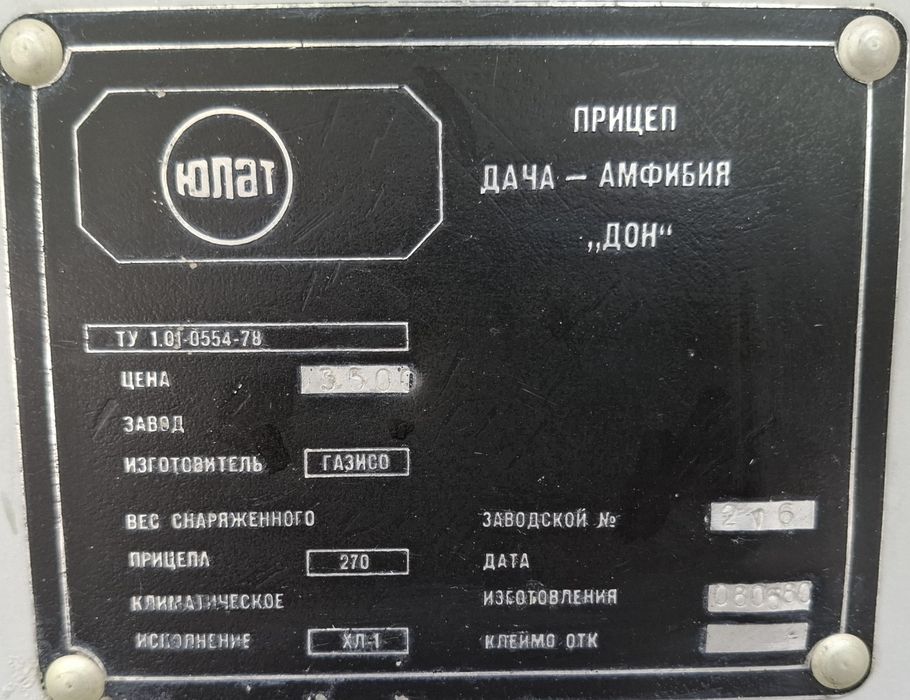 ЮПАТ
ПРИЦЕП
ДАЧА – АМФИБИЯ
„ДОН“
ТУ 1.01-0554-78
ЦЕНА 3500
ЗАВОД
ИЗГОТОВИТЕЛЬ ГАЗИСО
ВЕС СНАРЯЖЕННОГО
ПРИЦЕПА 270
КЛИМАТИЧЕСКОЕ
ИСПОЛНЕНИЕ ХЛ-1
ЗАВОДСКОЙ №
ДАТА
ИЗГОТОВЛЕНИЯ
КЛЕЙМО ОТК